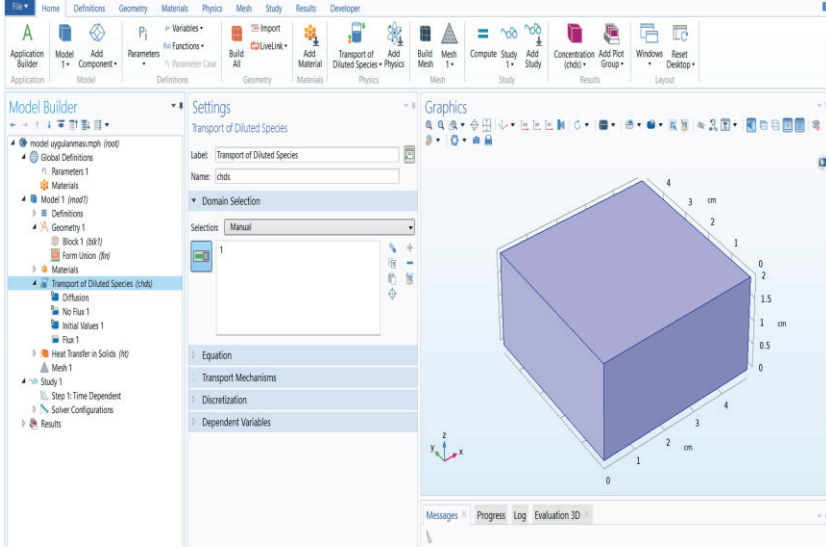 File Home Definitions Geometry Materials Physics Mesh Study Results Developer
Application Builder
Model 1
Add Component
Pi Parameters
a= Variables
f(x) Functions
Pi Parameter Case
Build All
Import
LiveLink
Add Material
Transport of Diluted Species
Add Physics
Build Mesh
Mesh 1
Compute
Study 1
Add Study
Concentration (chds)
Add Plot Group
Windows
Reset Desktop
Application Model Definitions Geometry Materials Physics Mesh Study Results Layout
Model Builder
model uygulanması.mph (root)
Global Definitions
Parameters 1
Materials
Model 1 (mod1)
Definitions
Geometry 1
Block 1 (blk1)
Form Union (fin)
Materials
Transport of Diluted Species (chds)
Diffusion
No Flux 1
Initial Values 1
Flux 1
Heat Transfer in Solids (ht)
Mesh 1
Study 1
Step 1: Time Dependent
Solver Configurations
Results
Settings
Transport of Diluted Species
Label: Transport of Diluted Species
Name: chds
Domain Selection
Selection: Manual
1
Equation
Transport Mechanisms
Discretization
Dependent Variables
Graphics
4
3 cm
2
1
0
2
1.5
1 cm
0.5
0
4
3
2 cm
1
0
z
y x
Messages Progress Log Evaluation 3D